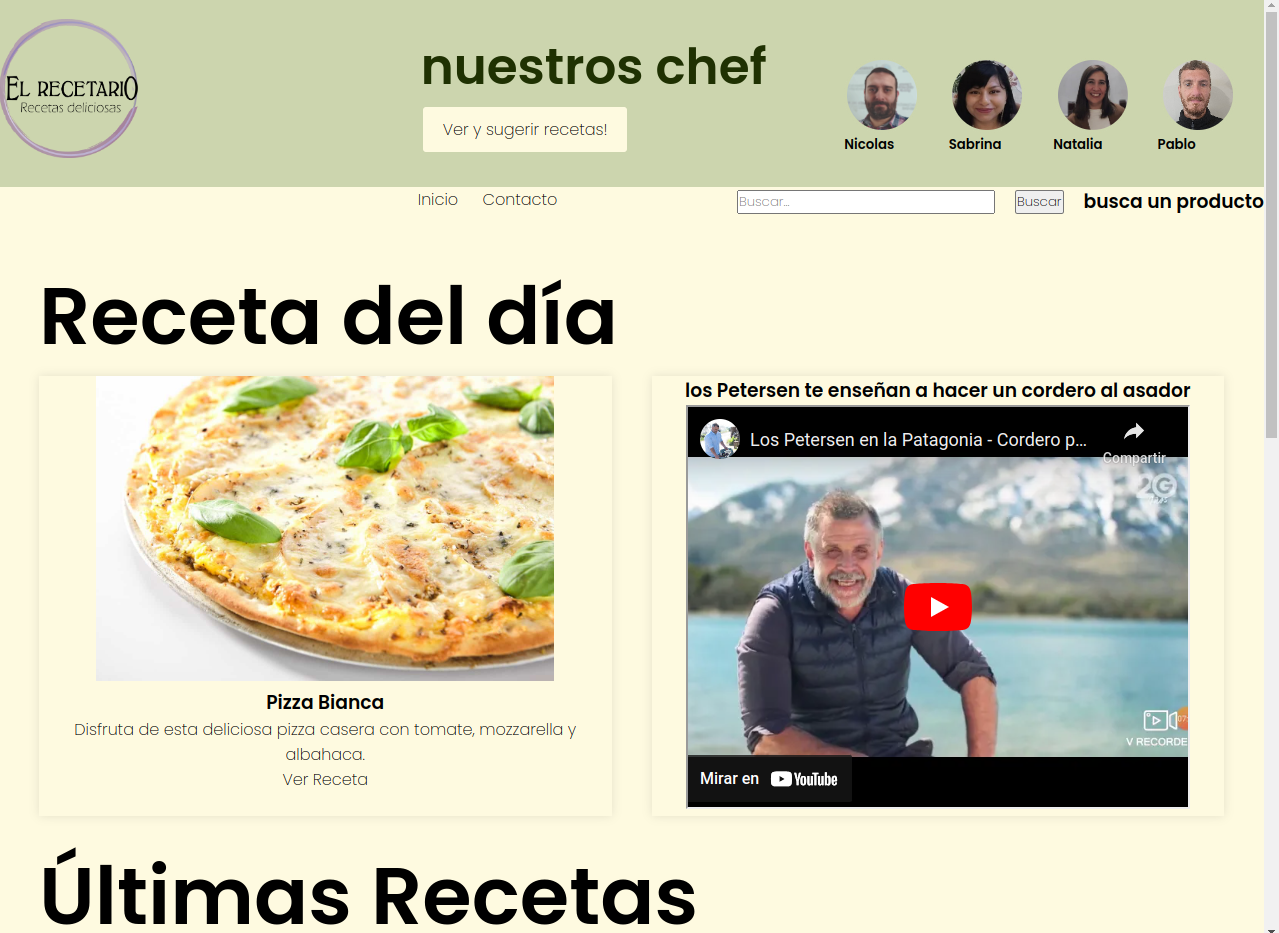 EL RECETARIO
Recetas deliciosas
nuestros chef
Ver y sugerir recetas!
Nicolas
Sabrina
Natalia
Pablo
Inicio
Contacto
Buscar...
Buscar
busca un producto
Receta del día
Pizza Bianca
Disfruta de esta deliciosa pizza casera con tomate, mozzarella y
albahaca.
Ver Receta
los Petersen te enseñan a hacer un cordero al asador
Los Petersen en la Patagonia - Cordero p...
Compartir
V RECORDE
Mirar en YouTube
Últimas Recetas